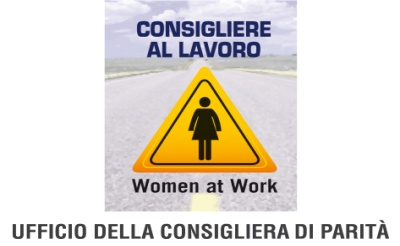 CONSIGLIERE
AL LAVORO
Women at Work
UFFICIO DELLA CONSIGLIERA DI PARITÀ